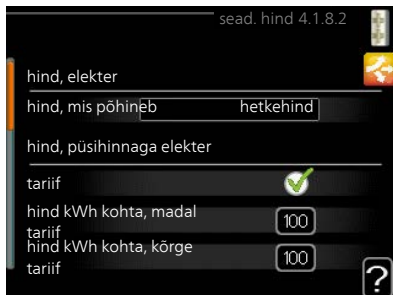 sead. hind 4.1.8.2
hind, elekter
hind, mis põhineb hetkehind
hind, püsihinnaga elekter
tariif
hind kWh kohta, madal
tariif
100
hind kWh kohta, kõrge
tariif
100
?